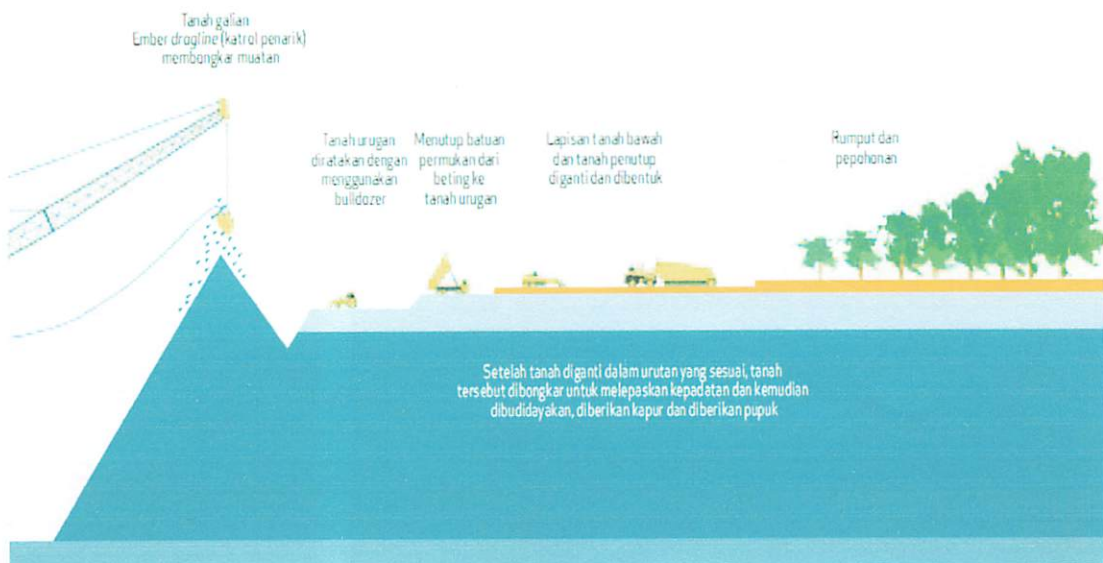 Tanah galian
Ember dragline (katrol penarik)
membongkar muatan
Tanah urugan
diratakan dengan
menggunakan
bulldozer
Menutup batuan
permukan dari
beting ke
tanah urugan
Lapisan tanah bawah
dan tanah penutup
diganti dan dibentuk
Rumput dan
pepohonan
Setelah tanah diganti dalam urutan yang sesuai, tanah
tersebut dibongkar untuk melepaskan kepadatan dan kemudian
dibudidayakan, diberikan kapur dan diberikan pupuk